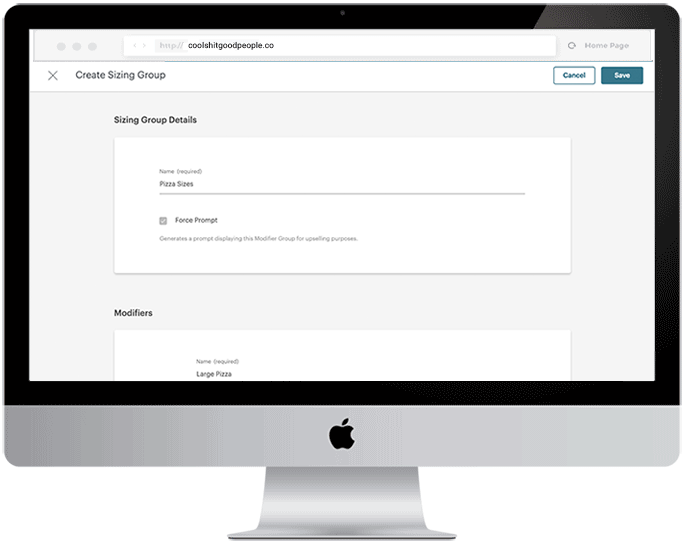 http:// coolshitgoodpeople.co Home Page
Create Sizing Group Cancel Save
Sizing Group Details
Name (required)
Pizza Sizes
Force Prompt
Generates a prompt displaying this Modifier Group for upselling purposes.
Modifiers
Name (required)
Large Pizza